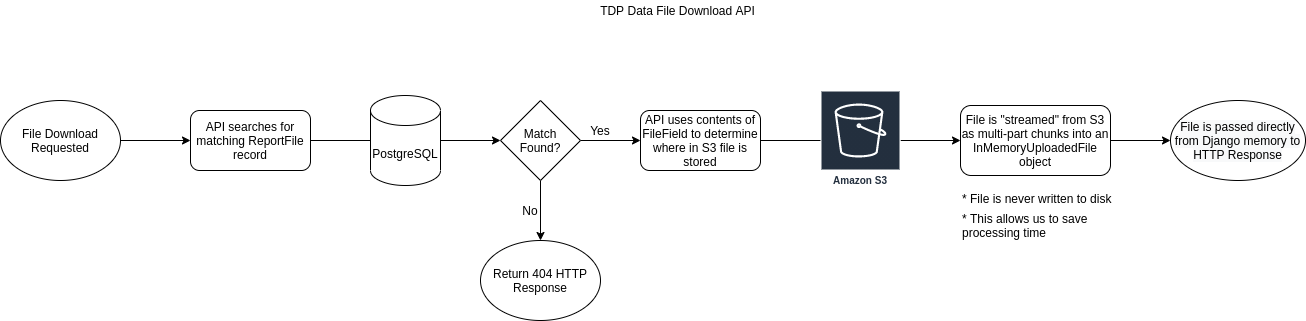 TDP Data File Download API
File Download
Requested
API searches for
matching ReportFile
record
PostgreSQL
Match
Found?
Yes
No
Return 404 HTTP
Response
API uses contents of
FileField to determine
where in S3 file is
stored
Amazon S3
File is "streamed" from S3
as multi-part chunks into an
InMemoryUploadedFile
object
* File is never written to disk
* This allows us to save
processing time
File is passed directly
from Django memory to
HTTP Response